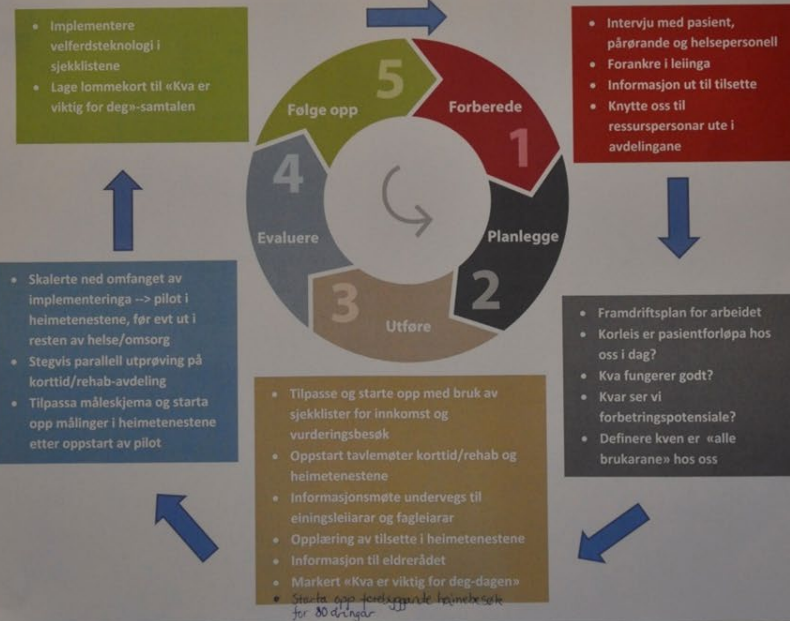 • Implementere
velferdsteknologi i
sjekklistene
• Lage lommekort til «Kva er
viktig for deg»-samtalen
5
Følge opp
Forberede
1
• Intervju med pasient,
pårørande og helsepersonell
• Forankre i leiinga
• Informasjon ut til tilsette
• Knytte oss til
ressurspersonar ute i
avdelingane
4
Evaluere
Planlegge
2
3
Utføre
• Skalerte ned omfanget av
implementeringa --> pilot i
heimetenestene, før evt ut i
resten av helse/omsorg
• Stegvis parallell utprøving på
korttid/rehab-avdeling
• Tilpassa måleskjema og starta
opp målinger i heimetenestene
etter oppstart av pilot
• Framdriftsplan for arbeidet
• Korleis er pasientforløpa hos
oss i dag?
• Kva fungerer godt?
• Kvar ser vi
forbetringspotensiale?
• Definere kven er «alle
brukarane» hos oss
• Tilpasse og starte opp med bruk av
sjekklister for innkomst og
vurderingsbesøk
• Oppstart tavlemøter korttid/rehab og
heimetenestene
• Informasjonsmøte undervegs til
einingsleiiarar og fagleiarar
• Opplæring av tilsette i heimetenestene
• Informasjon til eldrerådet
• Markert «Kva er viktig for deg-dagen»
• Starta opp førebyggande heimebesøk
for 80 åringar